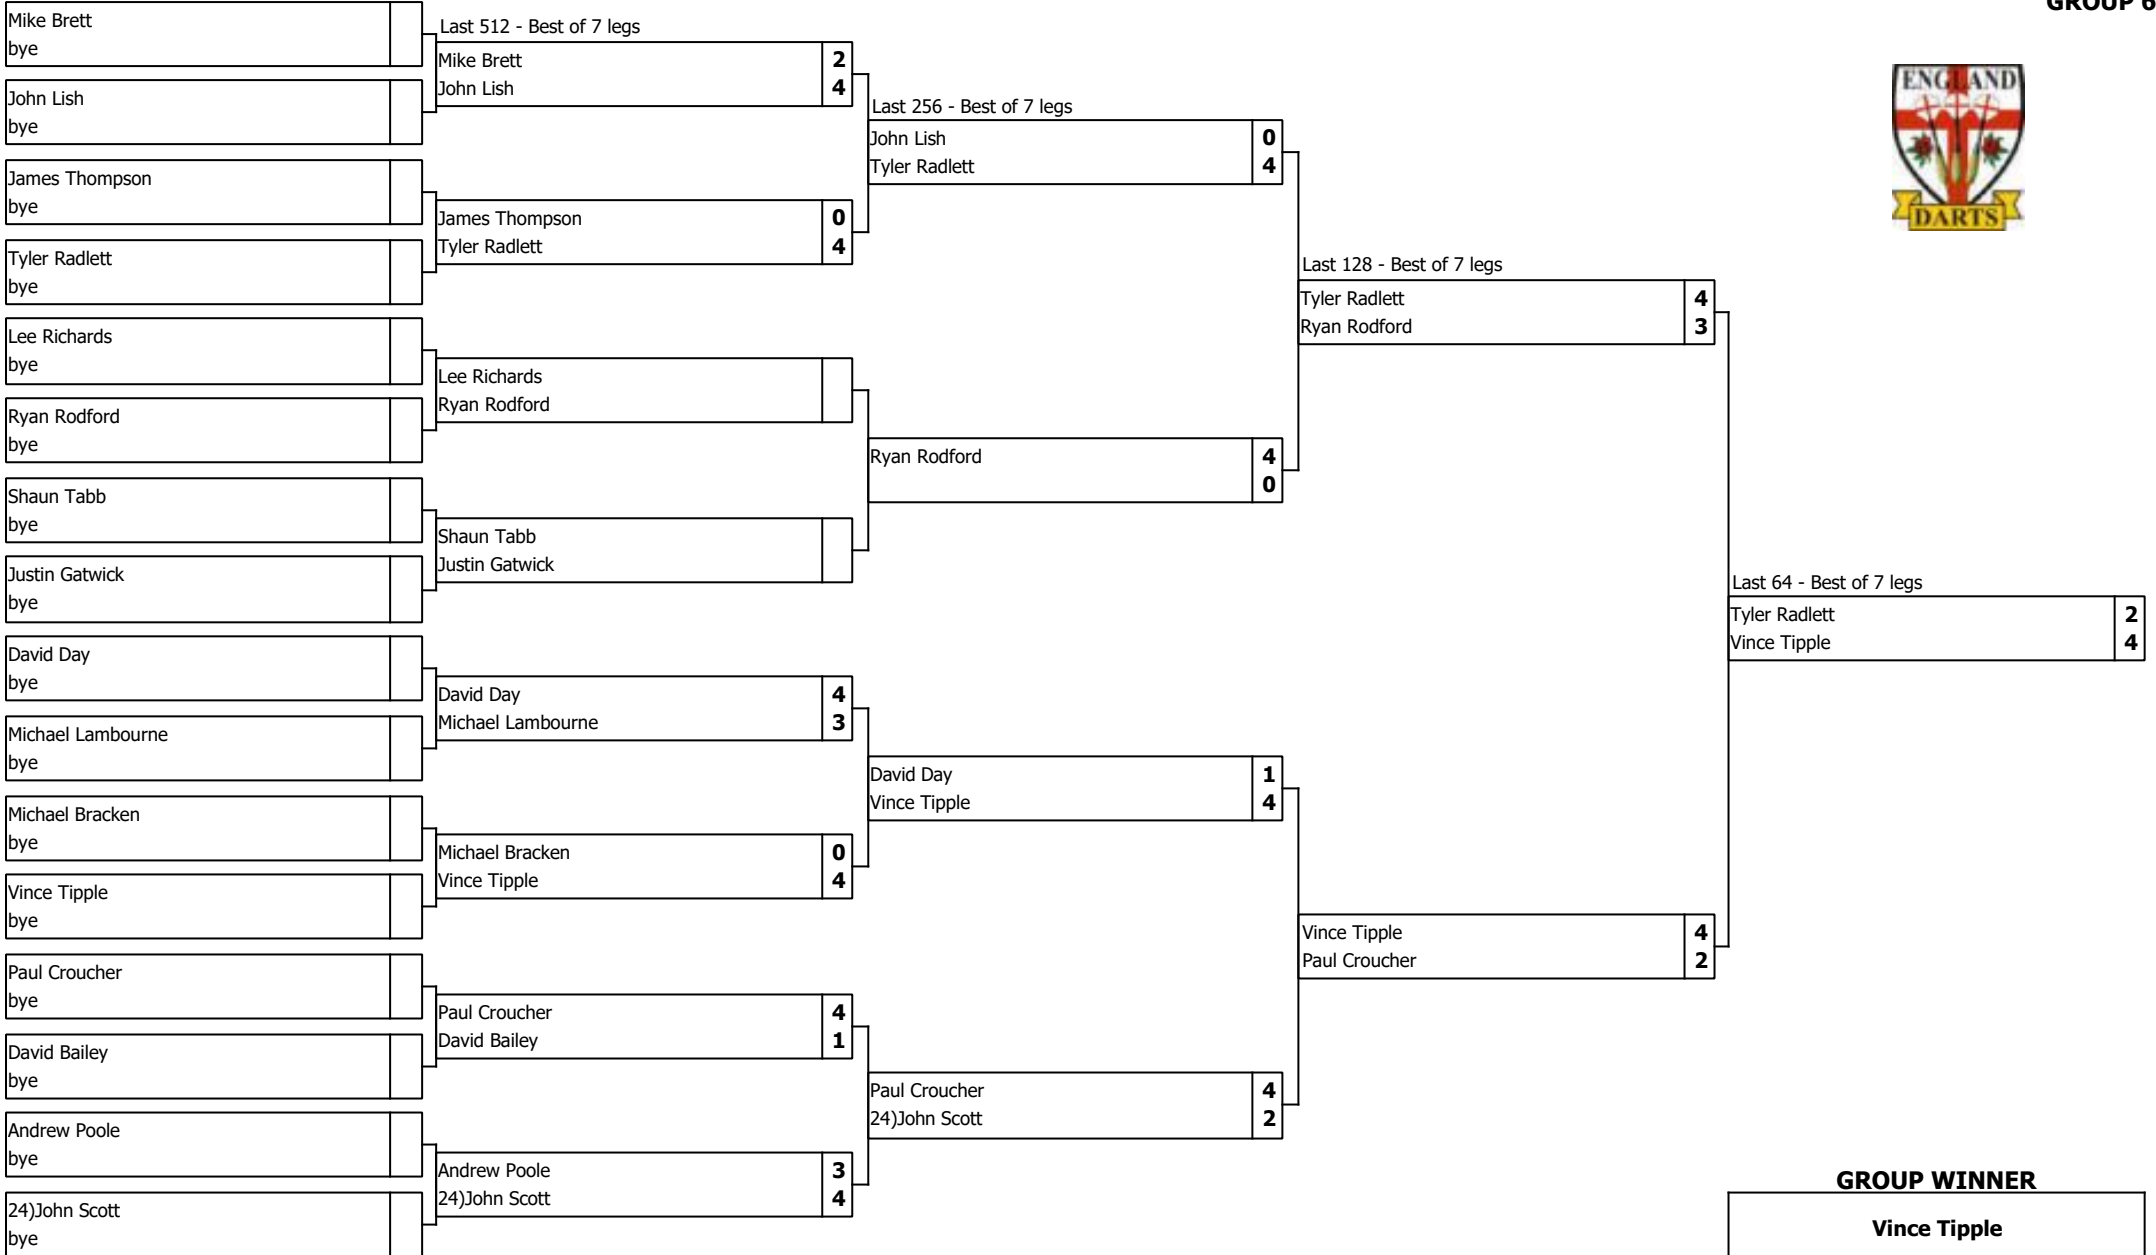 GROUP 6
Mike Brett
bye
John Lish
bye
James Thompson
bye
Tyler Radlett
bye
Lee Richards
bye
Ryan Rodford
bye
Shaun Tabb
bye
Justin Gatwick
bye
David Day
bye
Michael Lambourne
bye
Michael Bracken
bye
Vince Tipple
bye
Paul Croucher
bye
David Bailey
bye
Andrew Poole
bye
24)John Scott
bye
Last 512 - Best of 7 legs
Mike Brett 2
John Lish 4
James Thompson 0
Tyler Radlett 4
Lee Richards
Ryan Rodford
Shaun Tabb
Justin Gatwick
David Day 4
Michael Lambourne 3
Michael Bracken 0
Vince Tipple 4
Paul Croucher 4
David Bailey 1
Andrew Poole 3
24)John Scott 4
Last 256 - Best of 7 legs
John Lish 0
Tyler Radlett 4
Ryan Rodford 4
0
David Day 1
Vince Tipple 4
Paul Croucher 4
24)John Scott 2
Last 128 - Best of 7 legs
Tyler Radlett 4
Ryan Rodford 3
Vince Tipple 4
Paul Croucher 2
ENGLAND
DARTS
Last 64 - Best of 7 legs
Tyler Radlett 2
Vince Tipple 4
GROUP WINNER
Vince Tipple